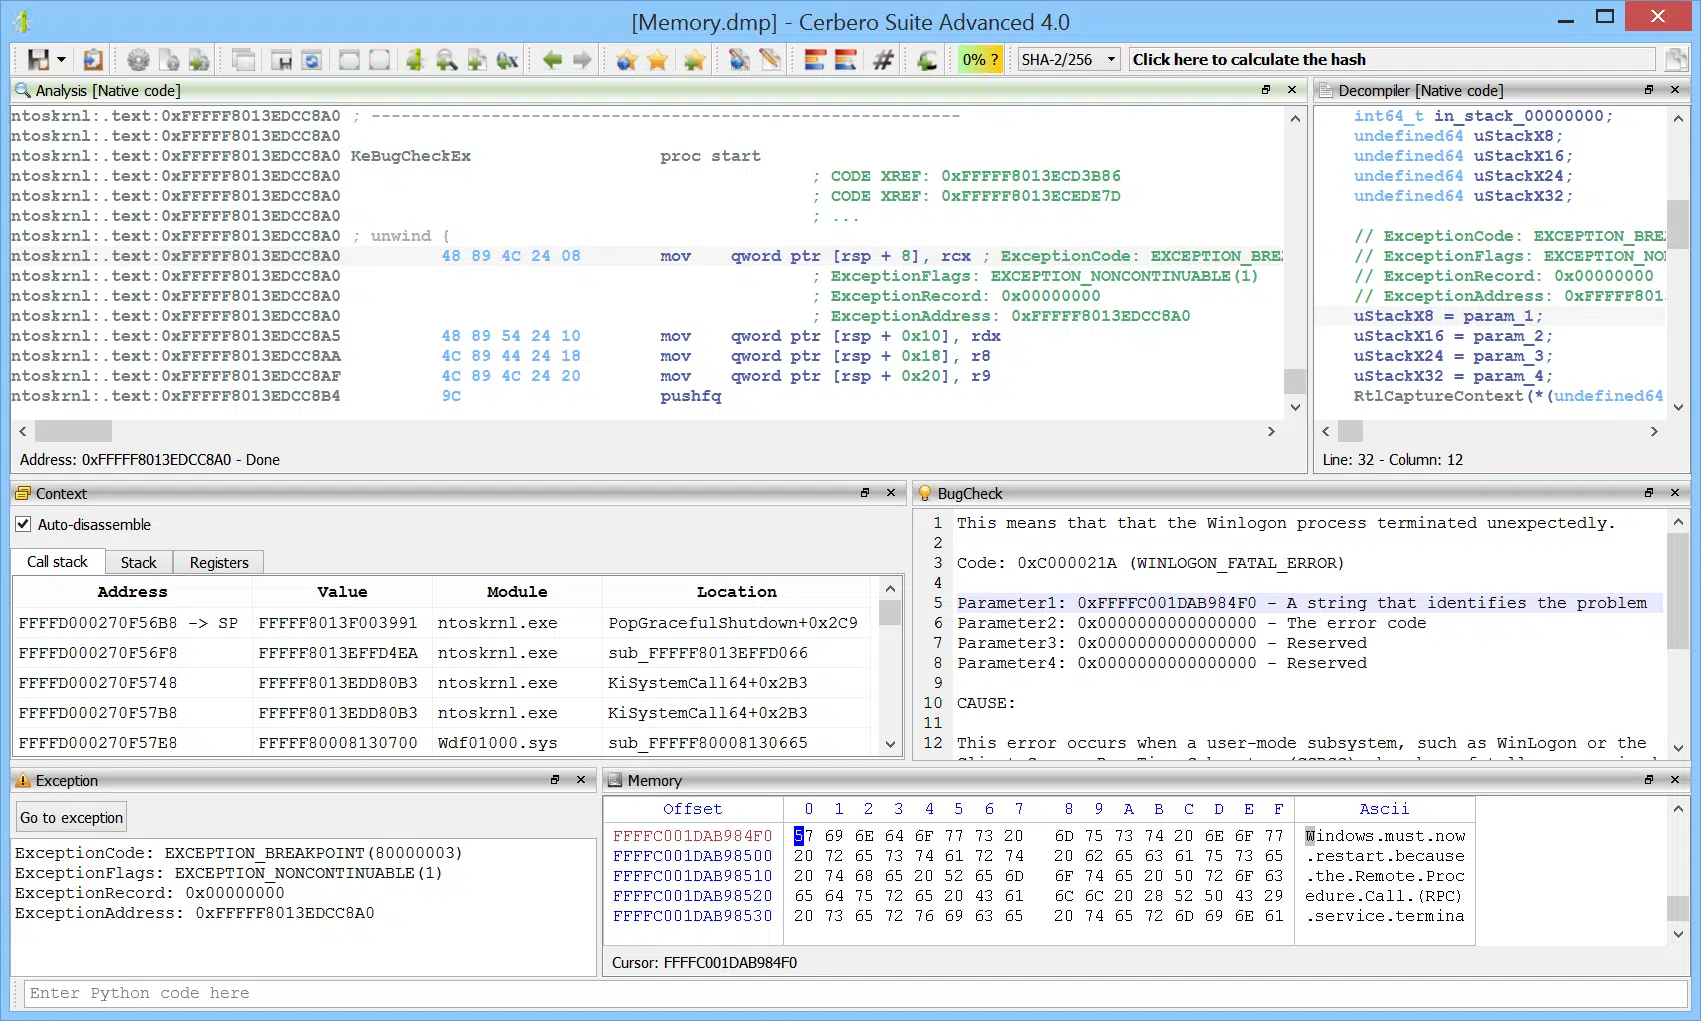 [Memory.dmp] - Cerbero Suite Advanced 4.0
0% ? SHA-2/256 Click here to calculate the hash
Analysis [Native code]
ntoskrnl:.text:0xFFFFF8013EDCC8A0 ; -----------------------------------------------------------
ntoskrnl:.text:0xFFFFF8013EDCC8A0
ntoskrnl:.text:0xFFFFF8013EDCC8A0 KeBugCheckEx proc start
ntoskrnl:.text:0xFFFFF8013EDCC8A0 ; CODE XREF: 0xFFFFF8013ECD3B86
ntoskrnl:.text:0xFFFFF8013EDCC8A0 ; CODE XREF: 0xFFFFF8013ECEDE7D
ntoskrnl:.text:0xFFFFF8013EDCC8A0 ; ...
ntoskrnl:.text:0xFFFFF8013EDCC8A0 ; unwind {
ntoskrnl:.text:0xFFFFF8013EDCC8A0 48 89 4C 24 08 mov qword ptr [rsp + 8], rcx ; ExceptionCode: EXCEPTION_BRE
ntoskrnl:.text:0xFFFFF8013EDCC8A0 ; ExceptionFlags: EXCEPTION_NONCONTINUABLE(1)
ntoskrnl:.text:0xFFFFF8013EDCC8A0 ; ExceptionRecord: 0x00000000
ntoskrnl:.text:0xFFFFF8013EDCC8A0 ; ExceptionAddress: 0xFFFFF8013EDCC8A0
ntoskrnl:.text:0xFFFFF8013EDCC8A5 48 89 54 24 10 mov qword ptr [rsp + 0x10], rdx
ntoskrnl:.text:0xFFFFF8013EDCC8AA 4C 89 44 24 18 mov qword ptr [rsp + 0x18], r8
ntoskrnl:.text:0xFFFFF8013EDCC8AF 4C 89 4C 24 20 mov qword ptr [rsp + 0x20], r9
ntoskrnl:.text:0xFFFFF8013EDCC8B4 9C pushfq
Address: 0xFFFFF8013EDCC8A0 - Done
Decompiler [Native code]
int64_t in_stack_00000000;
undefined64 uStackX8;
undefined64 uStackX16;
undefined64 uStackX24;
undefined64 uStackX32;
// ExceptionCode: EXCEPTION_BRE
// ExceptionFlags: EXCEPTION_NO
// ExceptionRecord: 0x00000000
// ExceptionAddress: 0xFFFFF801
uStackX8 = param_1;
uStackX16 = param_2;
uStackX24 = param_3;
uStackX32 = param_4;
RtlCaptureContext(*(undefined64
Line: 32 - Column: 12
Context
Auto-disassemble
Call stack Stack Registers
Address Value Module Location
FFFFD000270F56B8 -> SP FFFFF8013F003991 ntoskrnl.exe PopGracefulShutdown+0x2C9
FFFFD000270F56F8 FFFFF8013EFFD4EA ntoskrnl.exe sub_FFFFF8013EFFD066
FFFFD000270F5748 FFFFF8013EDD80B3 ntoskrnl.exe KiSystemCall64+0x2B3
FFFFD000270F57B8 FFFFF8013EDD80B3 ntoskrnl.exe KiSystemCall64+0x2B3
FFFFD000270F57E8 FFFFF80008130700 Wdf01000.sys sub_FFFFF80008130665
BugCheck
1 This means that that the Winlogon process terminated unexpectedly.
2
3 Code: 0xC000021A (WINLOGON_FATAL_ERROR)
4
5 Parameter1: 0xFFFFC001DAB984F0 - A string that identifies the problem
6 Parameter2: 0x0000000000000000 - The error code
7 Parameter3: 0x0000000000000000 - Reserved
8 Parameter4: 0x0000000000000000 - Reserved
9
10 CAUSE:
11
12 This error occurs when a user-mode subsystem, such as WinLogon or the
Exception
Go to exception
ExceptionCode: EXCEPTION_BREAKPOINT(80000003)
ExceptionFlags: EXCEPTION_NONCONTINUABLE(1)
ExceptionRecord: 0x00000000
ExceptionAddress: 0xFFFFF8013EDCC8A0
Memory
Offset 0 1 2 3 4 5 6 7 8 9 A B C D E F Ascii
FFFFC001DAB984F0 57 69 6E 64 6F 77 73 20 6D 75 73 74 20 6E 6F 77 Windows.must.now
FFFFC001DAB98500 20 72 65 73 74 61 72 74 20 62 65 63 61 75 73 65 .restart.because
FFFFC001DAB98510 20 74 68 65 20 52 65 6D 6F 74 65 20 50 72 6F 63 .the.Remote.Proc
FFFFC001DAB98520 65 64 75 72 65 20 43 61 6C 6C 20 28 52 50 43 29 edure.Call.(RPC)
FFFFC001DAB98530 20 73 65 72 76 69 63 65 20 74 65 72 6D 69 6E 61 .service.termina
Cursor: FFFFC001DAB984F0
Enter Python code here